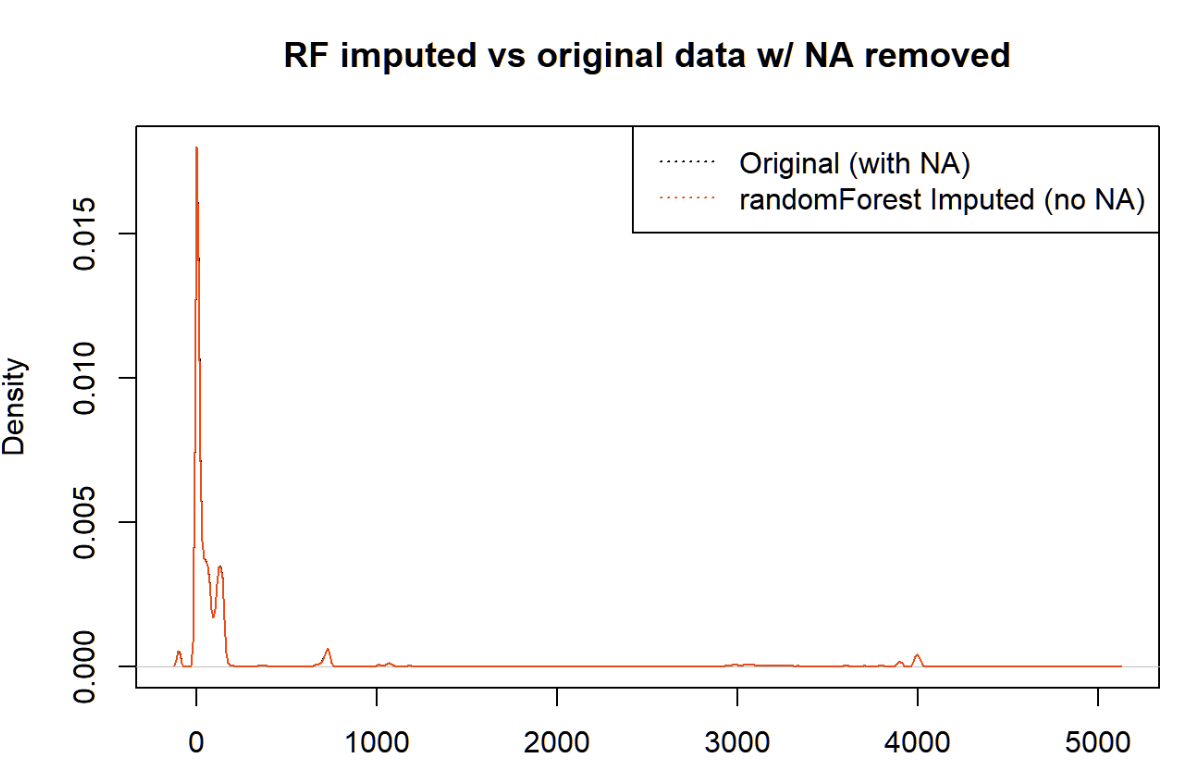 RF imputed vs original data w/ NA removed
Original (with NA)
randomForest Imputed (no NA)
Density
0.015
0.010
0.005
0.000
0 1000 2000 3000 4000 5000